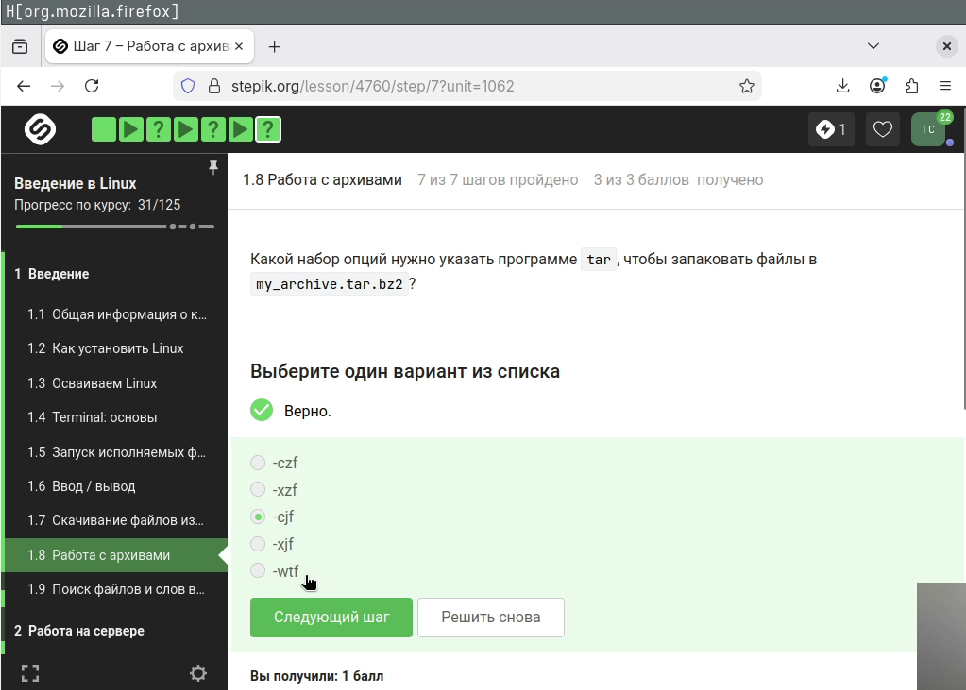 H[org.mozilla.firefox]
Шаг 7 – Работа с архив
stepik.org/lesson/4760/step/7?unit=1062
? ? ?
1
TC
22
Введение в Linux
Прогресс по курсу: 31/125
1 Введение
1.1 Общая информация о к...
1.2 Как установить Linux
1.3 Осваиваем Linux
1.4 Terminal: основы
1.5 Запуск исполняемых ф...
1.6 Ввод / вывод
1.7 Скачивание файлов из...
1.8 Работа с архивами
1.9 Поиск файлов и слов в...
2 Работа на сервере
1.8 Работа с архивами 7 из 7 шагов пройдено 3 из 3 баллов получено
Какой набор опций нужно указать программе tar, чтобы запаковать файлы в
my_archive.tar.bz2?
Выберите один вариант из списка
Верно.
-czf
-xzf
-cjf
-xjf
-wtf
Следующий шаг Решить снова
Вы получили: 1 балл